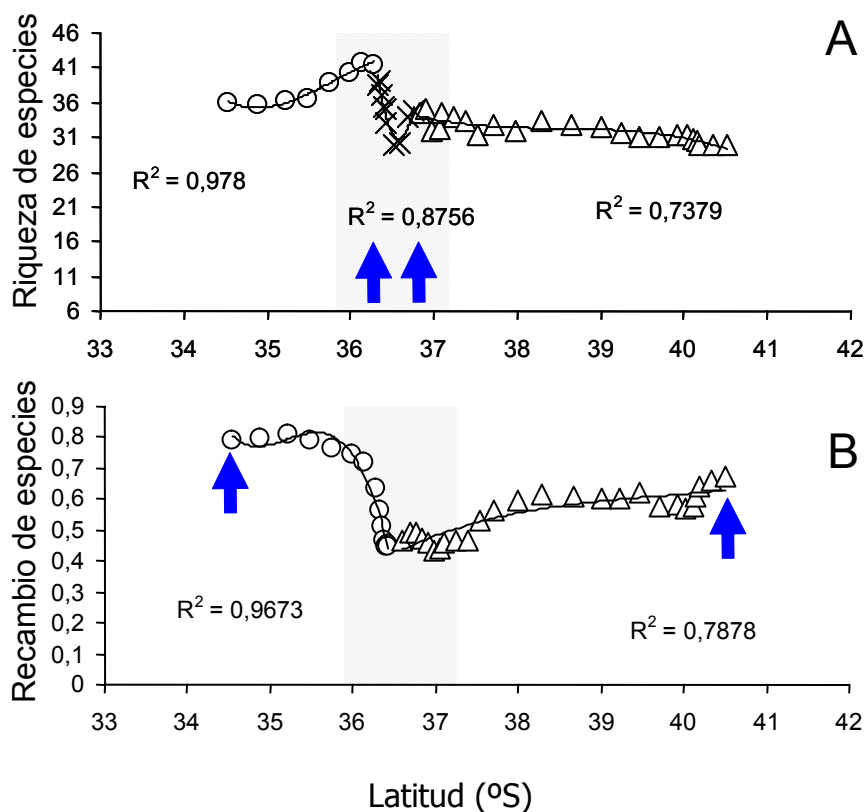 A
Riqueza de especies
46
41
36
31
26
21
16
11
6
R² = 0,978
R² = 0,8756
R² = 0,7379
33 34 35 36 37 38 39 40 41 42
B
Recambio de especies
0,9
0,8
0,7
0,6
0,5
0,4
0,3
0,2
0,1
0
R² = 0,9673
R² = 0,7878
33 34 35 36 37 38 39 40 41 42
Latitud (ºS)